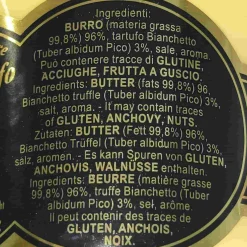 Ingredienti:
BURRO (materia grassa
99,8%) 96%, tartufo Bianchetto
(Tuber albidum Pico) 3%, sale, aroma.
Può contenere tracce di GLUTINE,
ACCIUGHE, FRUTTA A GUSCIO.
Ingredients: BUTTER (fats 99,8%) 96.
Bianchetto truffle (Tuber albidum Pico) 3%,
salt, aroma. - It may contain traces
of GLUTEN, ANCHOVY, NUTS.
Zutaten: BUTTER (Fett 99,8%) 96%,
Bianchetto Trüffel (Tuber albidum Pico) 3%,
salz, aromen. - Es kann Spuren von GLUTEN,
ANCHOVIS, WALNÜSSE enthalten.
Ingredients: BEURRE (matière grasse
99,8%) 96%, truffe Bianchetto (Tuber
albidum Pico) 3%, sel, arôme.
Il peut contenir des traces de
GLUTEN, ANCHOIS,
NOIX.